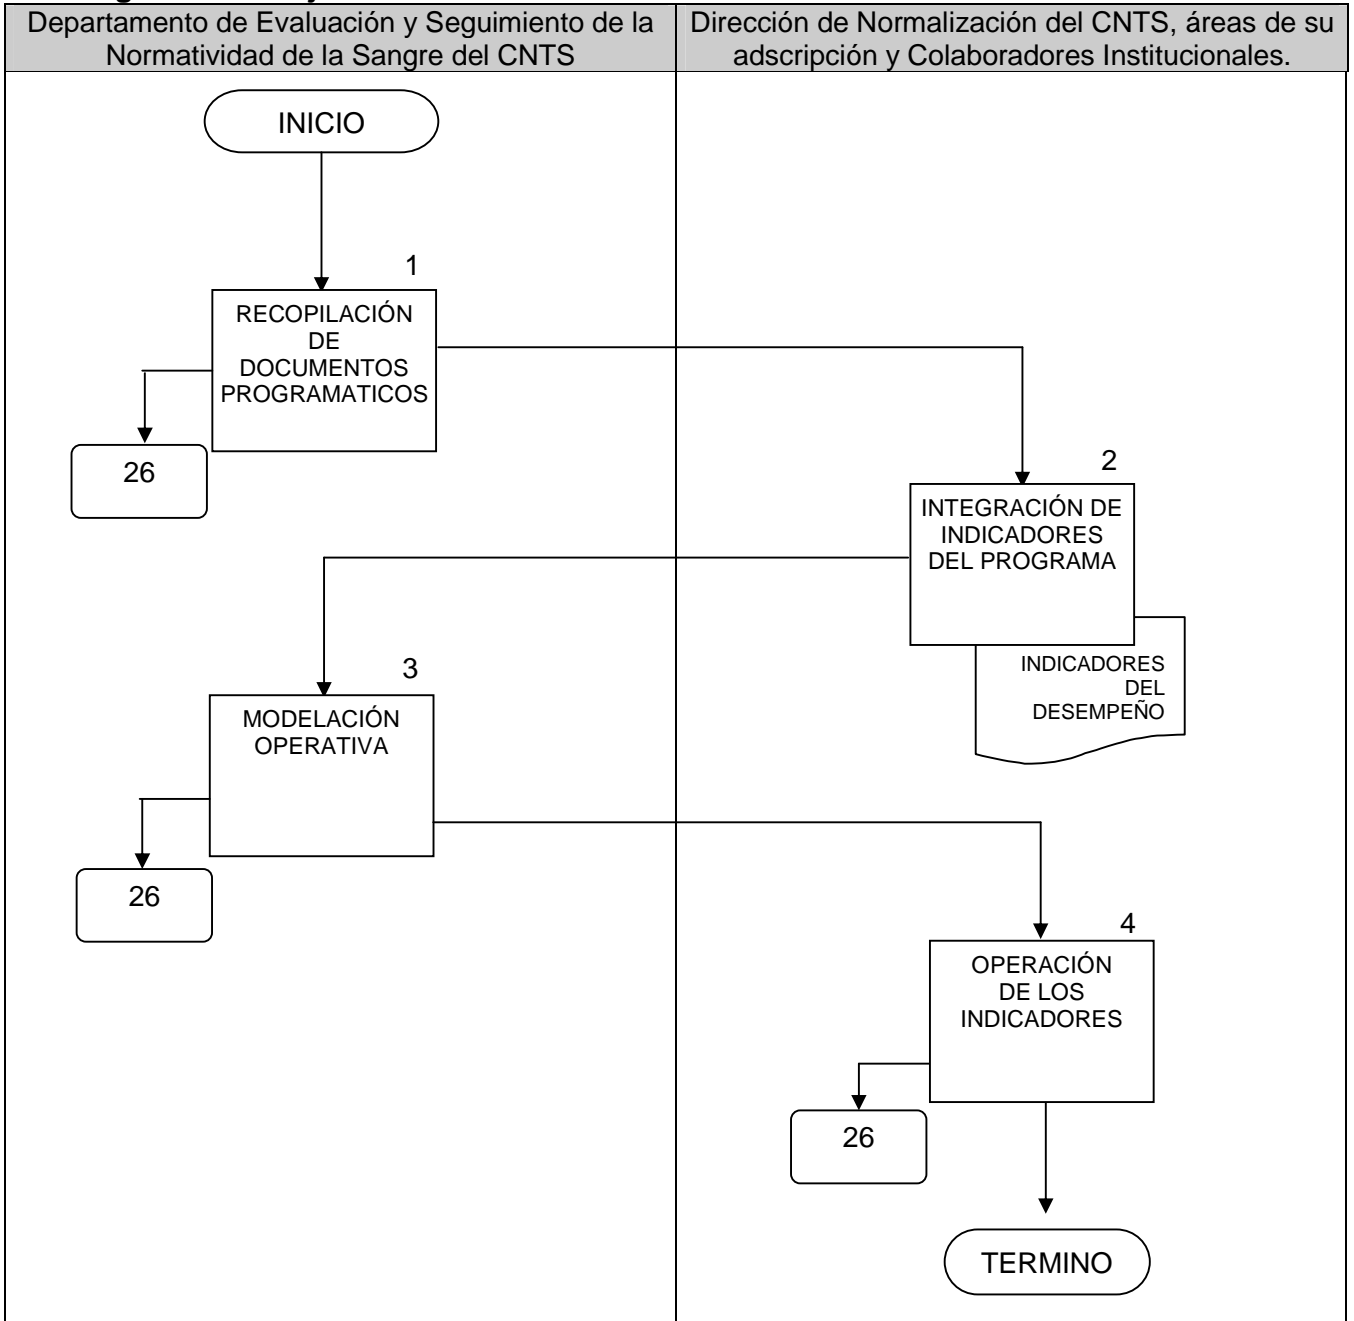 Departamento de Evaluación y Seguimiento de la
Normatividad de la Sangre del CNTS
Dirección de Normalización del CNTS, áreas de su
adscripción y Colaboradores Institucionales.
INICIO
1
RECOPILACIÓN
DE
DOCUMENTOS
PROGRAMATICOS
26
2
INTEGRACIÓN DE
INDICADORES
DEL PROGRAMA
INDICADORES
DEL
DESEMPEÑO
3
MODELACIÓN
OPERATIVA
26
4
OPERACIÓN
DE LOS
INDICADORES
26
TERMINO